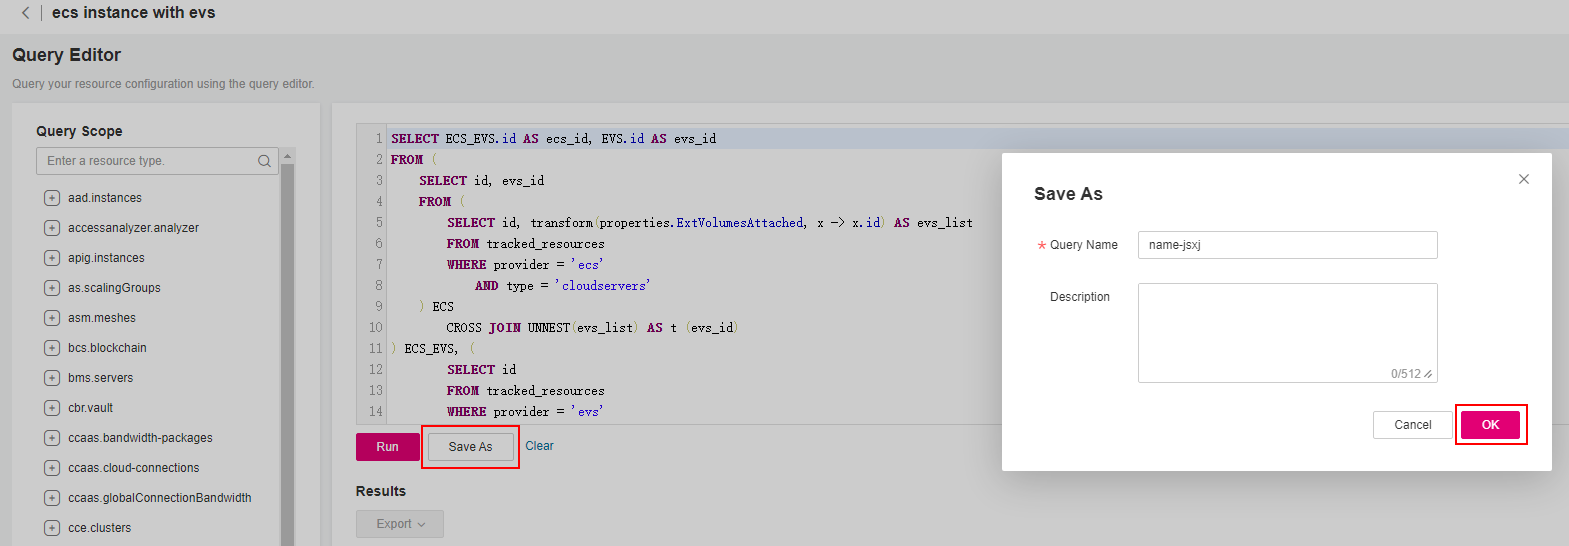 ecs instance with evs
Query Editor
Query your resource configuration using the query editor.
Query Scope
Enter a resource type.
aad.instances
accessanalyzer.analyzer
apig.instances
as.scalingGroups
asm.meshes
bcs.blockchain
bms.servers
cbr.vault
ccaas.bandwidth-packages
ccaas.cloud-connections
ccaas.globalConnectionBandwidth
cce.clusters
1 SELECT ECS_EVS.id AS ecs_id, EVS.id AS evs_id
2 FROM (
3 SELECT id, evs_id
4 FROM (
5 SELECT id, transform(properties.ExtVolumesAttached, x -> x.id) AS evs_list
6 FROM tracked_resources
7 WHERE provider = 'ecs'
8 AND type = 'cloudservers'
9 ) ECS
10 CROSS JOIN UNNEST(evs_list) AS t (evs_id)
11 ) ECS_EVS, (
12 SELECT id
13 FROM tracked_resources
14 WHERE provider = 'evs'
Run Save As Clear
Results
Export
Save As
* Query Name name-jsxj
Description
0/512
Cancel OK